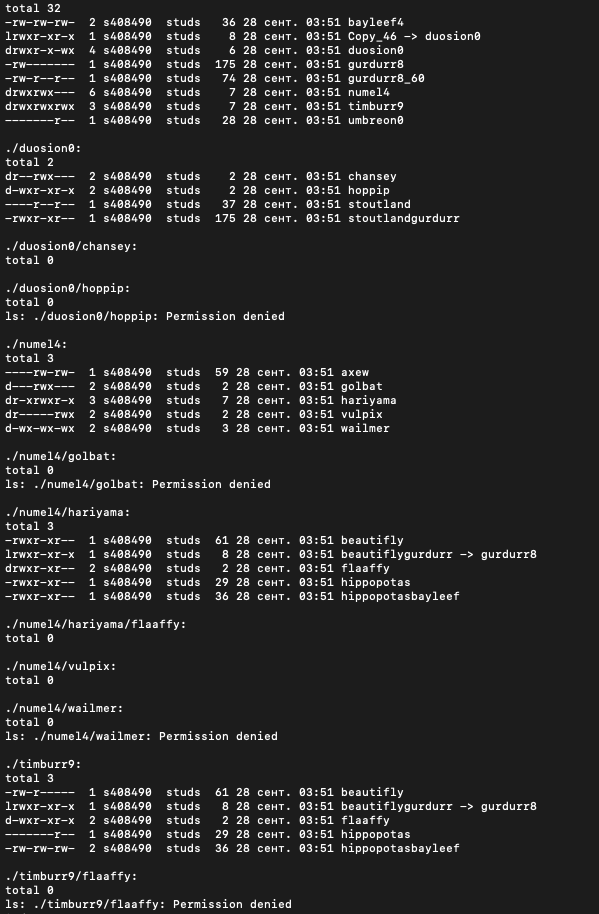 total 32
-rw-rw-rw-  2 s408490  studs   36 28 сент. 03:51 bayleef4
lrwxr-xr-x  1 s408490  studs    8 28 сент. 03:51 Copy_46 -> duosion0
drwxr-x-wx  4 s408490  studs    6 28 сент. 03:51 duosion0
-rw-------  1 s408490  studs  175 28 сент. 03:51 gurdurr8
-rw-r--r--  1 s408490  studs   74 28 сент. 03:51 gurdurr8_60
drwxrwx---  6 s408490  studs    7 28 сент. 03:51 numel4
drwxrwxrwx  3 s408490  studs    7 28 сент. 03:51 timburr9
-------r--  1 s408490  studs   28 28 сент. 03:51 umbreon0

./duosion0:
total 2
dr--rwx---  2 s408490  studs    2 28 сент. 03:51 chansey
d-wxr-xr-x  2 s408490  studs    2 28 сент. 03:51 hoppip
----r--r--  1 s408490  studs   37 28 сент. 03:51 stoutland
-rwxr-xr--  1 s408490  studs  175 28 сент. 03:51 stoutlandgurdurr

./duosion0/chansey:
total 0

./duosion0/hoppip:
total 0
ls: ./duosion0/hoppip: Permission denied

./numel4:
total 3
----rw-rw-  1 s408490  studs  59 28 сент. 03:51 axew
d---rwx---  2 s408490  studs   2 28 сент. 03:51 golbat
dr-xrwxr-x  3 s408490  studs   7 28 сент. 03:51 hariyama
dr-----rwx  2 s408490  studs   2 28 сент. 03:51 vulpix
d-wx-wx-wx  2 s408490  studs   3 28 сент. 03:51 wailmer

./numel4/golbat:
total 0
ls: ./numel4/golbat: Permission denied

./numel4/hariyama:
total 3
-rwxr-xr--  1 s408490  studs  61 28 сент. 03:51 beautifly
lrwxr-xr-x  1 s408490  studs   8 28 сент. 03:51 beautiflygurdurr -> gurdurr8
drwxr-xr--  2 s408490  studs   2 28 сент. 03:51 flaaffy
-rwxr-xr--  1 s408490  studs  29 28 сент. 03:51 hippopotas
-rwxr-xr--  1 s408490  studs  36 28 сент. 03:51 hippopotasbayleef

./numel4/hariyama/flaaffy:
total 0

./numel4/vulpix:
total 0

./numel4/wailmer:
total 0
ls: ./numel4/wailmer: Permission denied

./timburr9:
total 3
-rw-r-----  1 s408490  studs  61 28 сент. 03:51 beautifly
lrwxr-xr-x  1 s408490  studs   8 28 сент. 03:51 beautiflygurdurr -> gurdurr8
d-wxr-xr-x  2 s408490  studs   2 28 сент. 03:51 flaaffy
-------r--  1 s408490  studs  29 28 сент. 03:51 hippopotas
-rw-rw-rw-  2 s408490  studs  36 28 сент. 03:51 hippopotasbayleef

./timburr9/flaaffy:
total 0
ls: ./timburr9/flaaffy: Permission denied